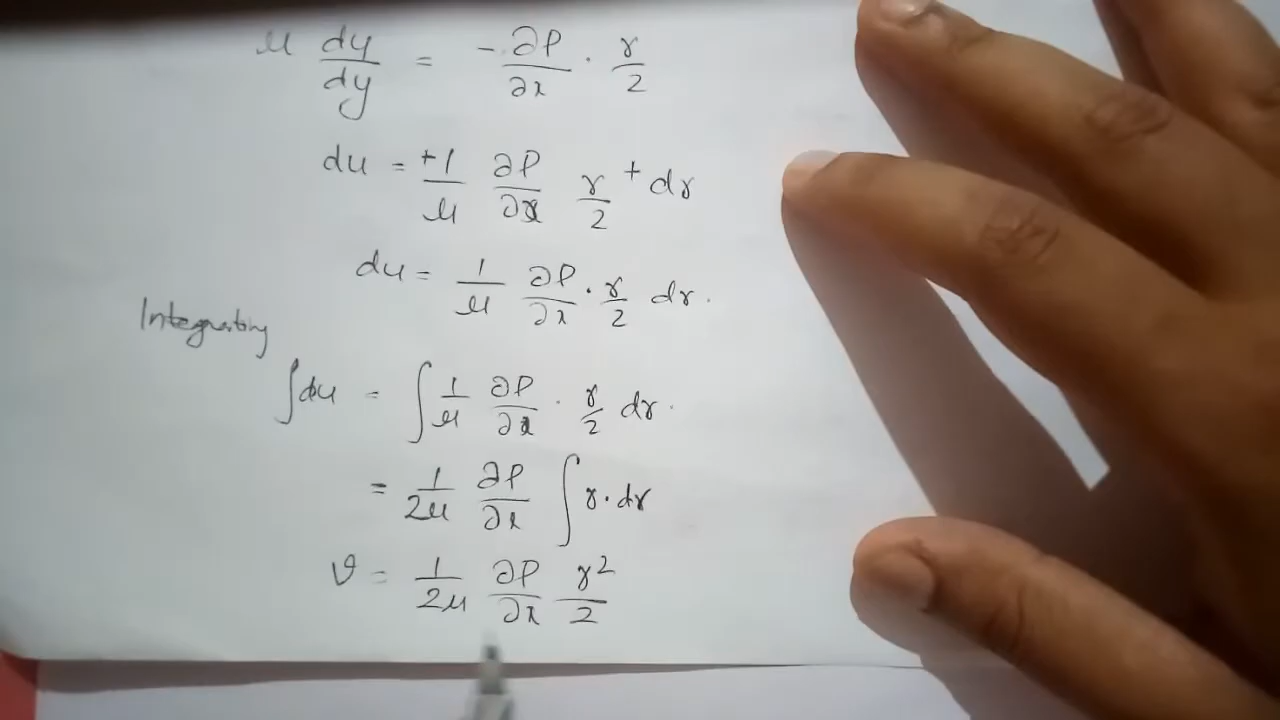 μ dy/dy = - ∂P/∂x · r/2
du = +1/μ ∂P/∂x r/2 + dr
du = 1/μ ∂P/∂x · r/2 dr.
Integrating
∫du = ∫ 1/μ ∂P/∂x · r/2 dr.
= 1/2μ ∂P/∂x ∫ r · dr
v = 1/2μ ∂P/∂x r²/2